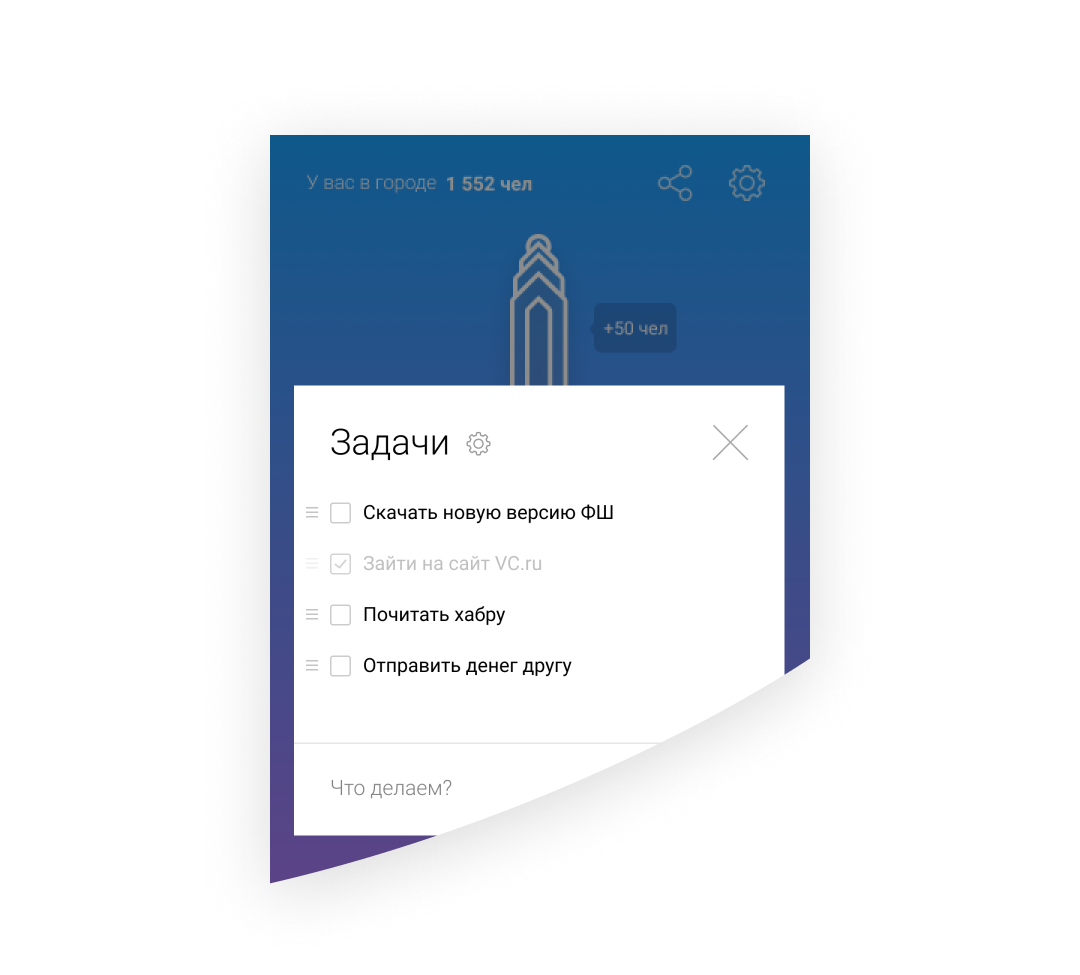 У вас в городе 1 552 чел
+50 чел
Задачи
Скачать новую версию ФШ
Зайти на сайт VC.ru
Почитать хабру
Отправить денег другу
Что делаем?